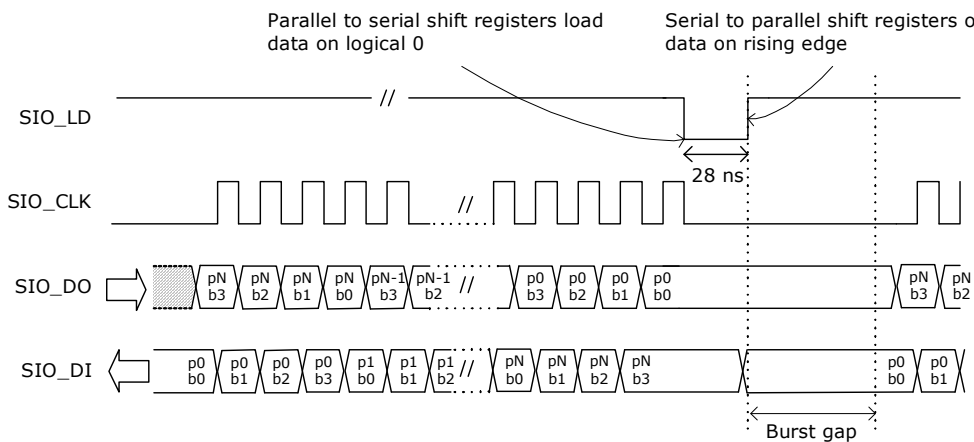 Parallel to serial shift registers load
data on logical 0
Serial to parallel shift registers
data on rising edge
SIO_LD
//
28 ns
SIO_CLK
//
SIO_DO
pN b3 pN b2 pN b1 pN b0 pN-1 b3 pN-1 b2 // p0 b3 p0 b2 p0 b1 p0 b0 pN b3 pN b2
SIO_DI
p0 b0 p0 b1 p0 b2 p0 b3 p1 b0 p1 b1 p1 b2 // pN b0 pN b1 pN b2 pN b3 p0 b0 p0 b1
Burst gap